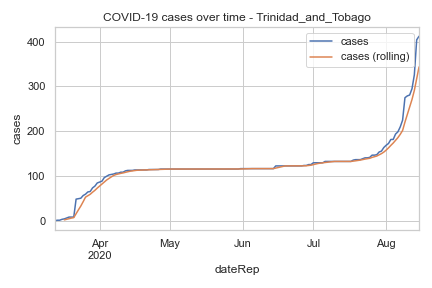 COVID-19 cases over time - Trinidad_and_Tobago
cases
cases (rolling)
400
300
200
100
0
cases
Apr
2020
May
Jun
Jul
Aug
dateRep